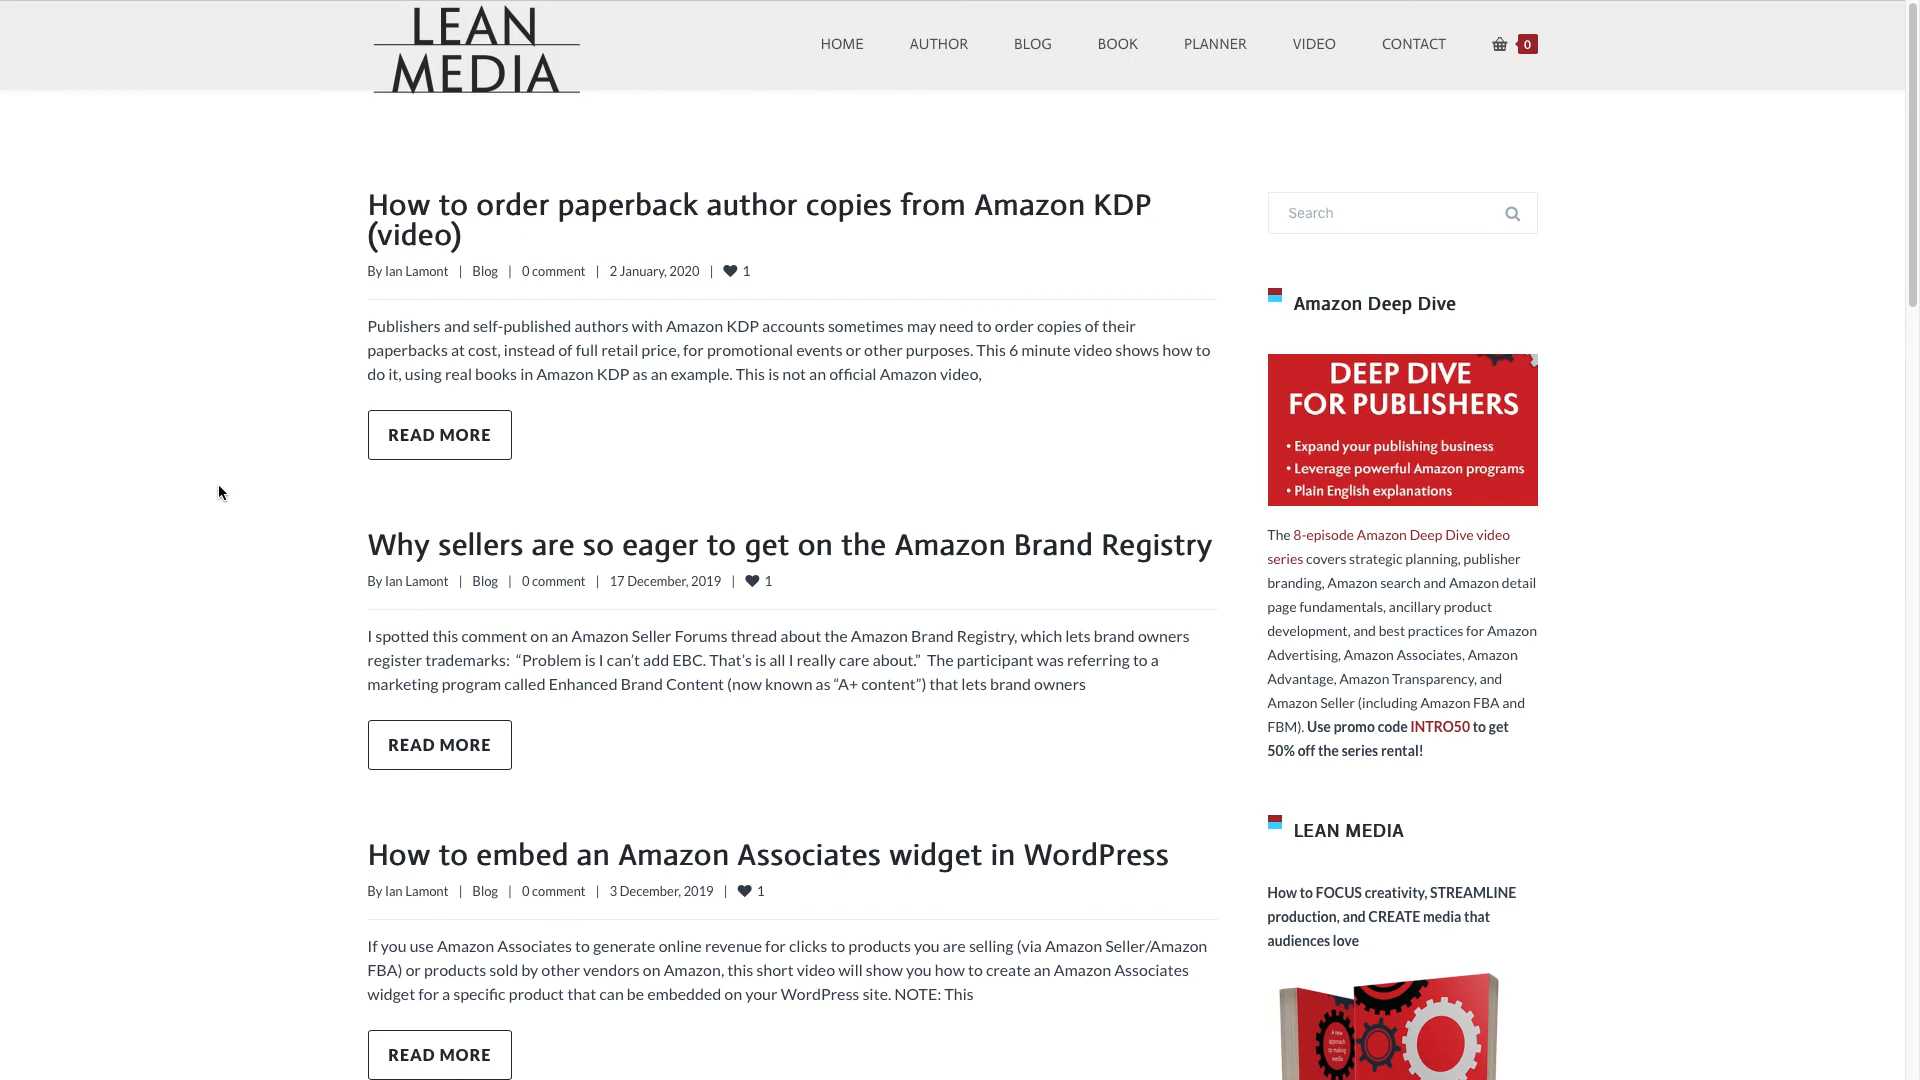 LEAN
MEDIA
HOME AUTHOR BLOG BOOK PLANNER VIDEO CONTACT 0
How to order paperback author copies from Amazon KDP
(video)
By Ian Lamont | Blog | 0 comment | 2 January, 2020 | 1
Publishers and self-published authors with Amazon KDP accounts sometimes may need to order copies of their
paperbacks at cost, instead of full retail price, for promotional events or other purposes. This 6 minute video shows how to
do it, using real books in Amazon KDP as an example. This is not an official Amazon video,
READ MORE
Why sellers are so eager to get on the Amazon Brand Registry
By Ian Lamont | Blog | 0 comment | 17 December, 2019 | 1
I spotted this comment on an Amazon Seller Forums thread about the Amazon Brand Registry, which lets brand owners
register trademarks: “Problem is I can’t add EBC. That’s is all I really care about.” The participant was referring to a
marketing program called Enhanced Brand Content (now known as “A+ content”) that lets brand owners
READ MORE
How to embed an Amazon Associates widget in WordPress
By Ian Lamont | Blog | 0 comment | 3 December, 2019 | 1
If you use Amazon Associates to generate online revenue for clicks to products you are selling (via Amazon Seller/Amazon
FBA) or products sold by other vendors on Amazon, this short video will show you how to create an Amazon Associates
widget for a specific product that can be embedded on your WordPress site. NOTE: This
READ MORE
Search
Amazon Deep Dive
DEEP DIVE
FOR PUBLISHERS
• Expand your publishing business
• Leverage powerful Amazon programs
• Plain English explanations
The 8-episode Amazon Deep Dive video
series covers strategic planning, publisher
branding, Amazon search and Amazon detail
page fundamentals, ancillary product
development, and best practices for Amazon
Advertising, Amazon Associates, Amazon
Advantage, Amazon Transparency, and
Amazon Seller (including Amazon FBA and
FBM). Use promo code INTRO50 to get
50% off the series rental!
LEAN MEDIA
How to FOCUS creativity, STREAMLINE
production, and CREATE media that
audiences love
A new
approach
to making
media